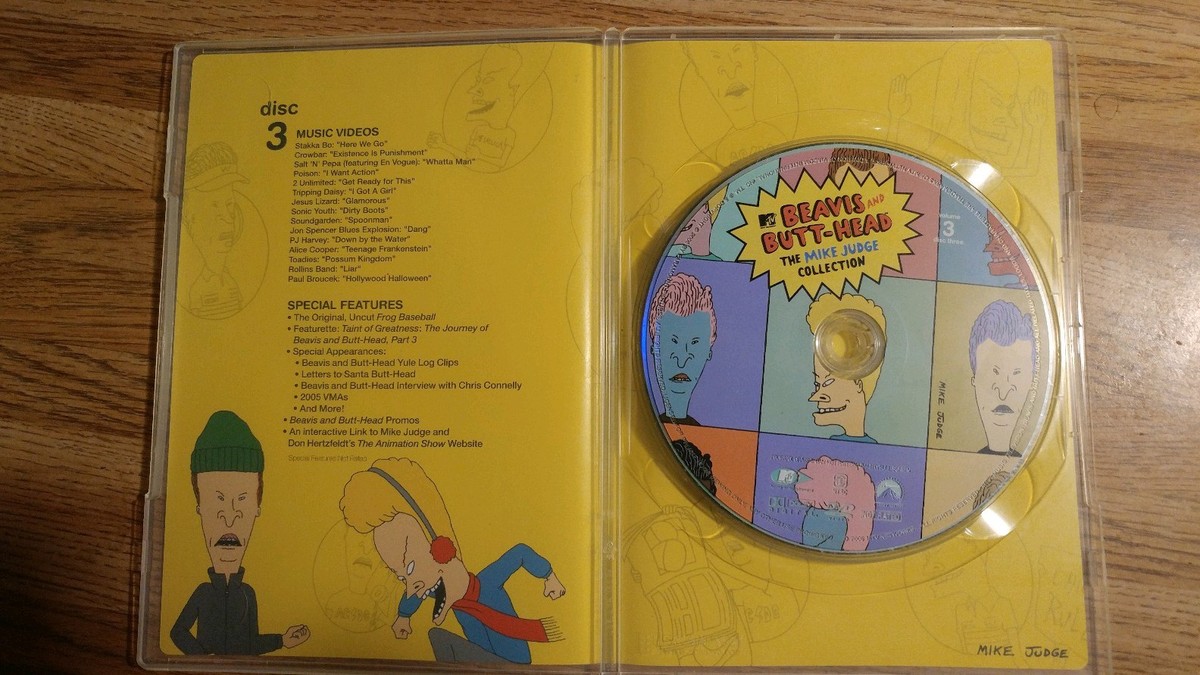 disc
3 MUSIC VIDEOS
Stakka Bo: "Here We Go"
Crowbar: "Existence Is Punishment"
Salt 'N' Pepa (featuring En Vogue): "Whatta Man"
Poison: "I Want Action"
2 Unlimited: "Get Ready for This"
Tripping Daisy: "I Got A Girl"
Jesus Lizard: "Glamorous"
Sonic Youth: "Dirty Boots"
Soundgarden: "Spoonman"
Jon Spencer Blues Explosion: "Dang"
PJ Harvey: "Down by the Water"
Alice Cooper: "Teenage Frankenstein"
Toadies: "Possum Kingdom"
Rollins Band: "Liar"
Paul Broucek: "Hollywood Halloween"
SPECIAL FEATURES
• The Original, Uncut Frog Baseball
• Featurette: Taint of Greatness: The Journey of
Beavis and Butt-Head, Part 3
• Special Appearances:
• Beavis and Butt-Head Yule Log Clips
• Letters to Santa Butt-Head
• Beavis and Butt-Head Interview with Chris Connelly
• 2005 VMAs
• And More!
• Beavis and Butt-Head Promos
• An interactive Link to Mike Judge and
Don Hertzfeldt's The Animation Show Website
Special Features Not Rated
MTV
BEAVIS AND
BUTT-HEAD
THE MIKE JUDGE
COLLECTION
volume
3
disc three
MIKE JUDGE
MIKE JUDGE